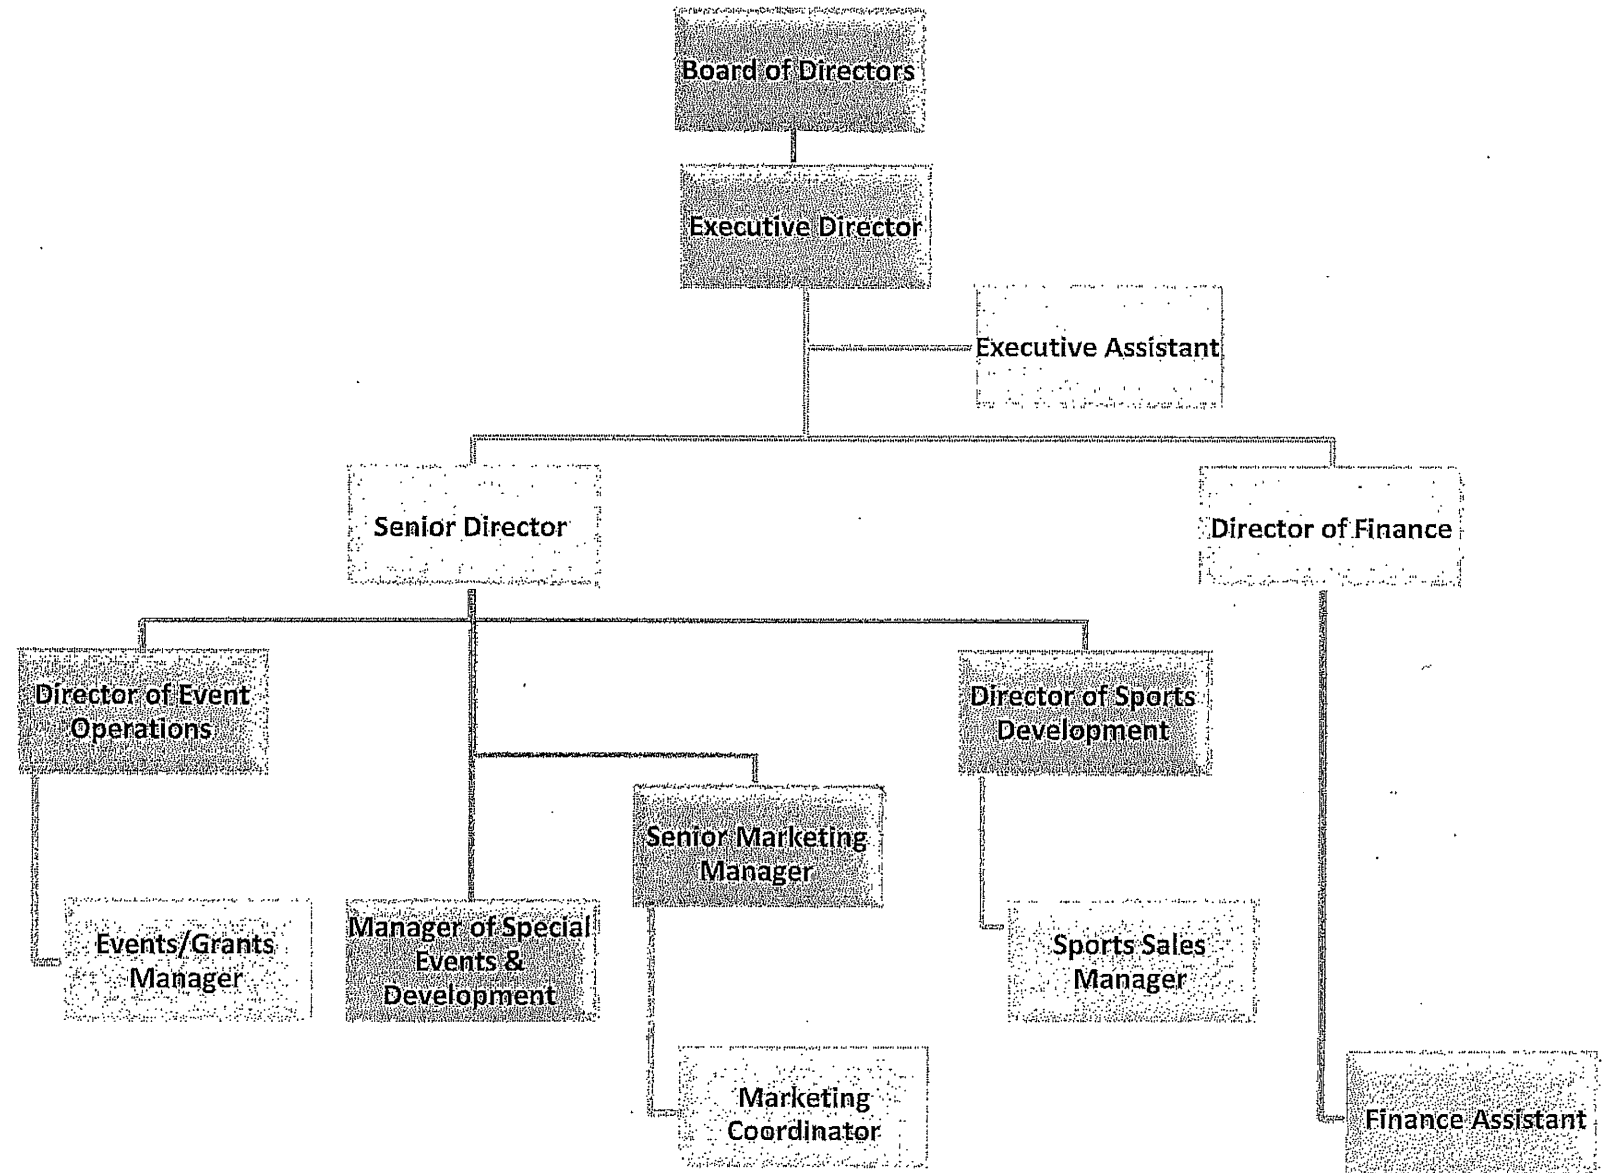 Board of Directors
Executive Director
Executive Assistant
Senior Director
Director of Finance
Director of Event
Operations
Director of Sports
Development
Senior Marketing
Manager
Events/Grants
Manager
Manager of Special
Events &
Development
Sports Sales
Manager
Marketing
Coordinator
Finance Assistant